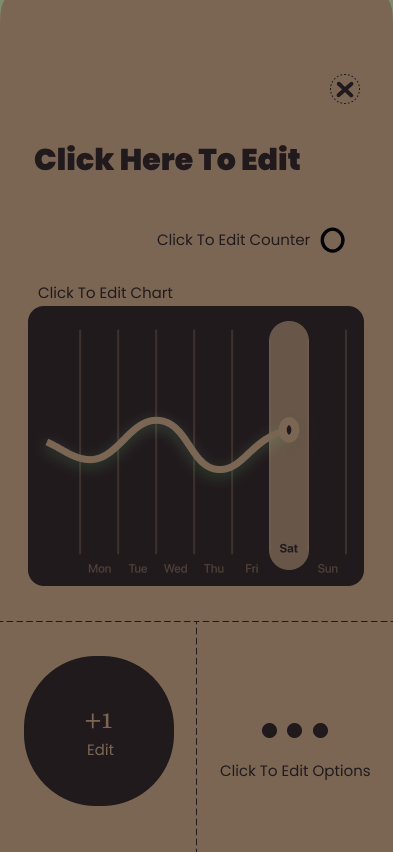 Click Here To Edit
Click To Edit Counter
Click To Edit Chart
Mon Tue Wed Thu Fri Sat Sun
+1
Edit
Click To Edit Options